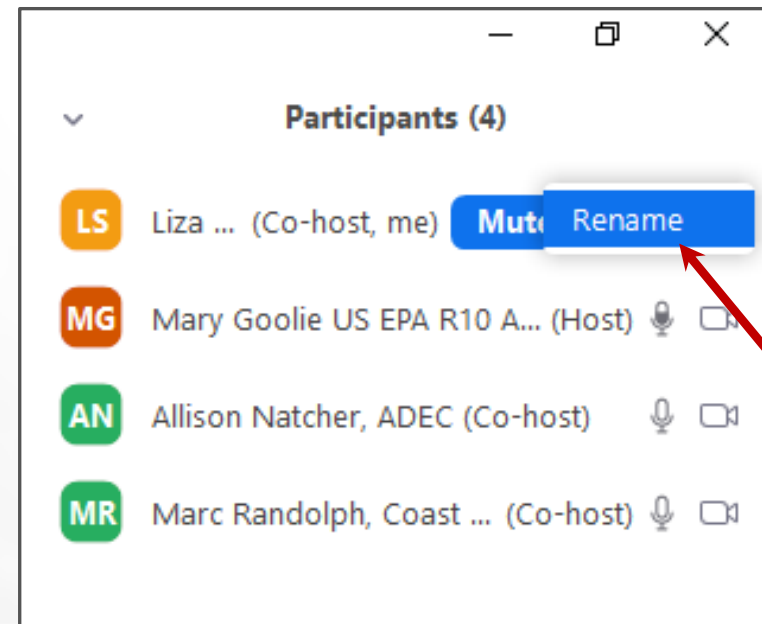 Participants (4)
LS Liza ... (Co-host, me) Mute Rename
MG Mary Goolie US EPA R10 A... (Host)
AN Allison Natcher, ADEC (Co-host)
MR Marc Randolph, Coast ... (Co-host)